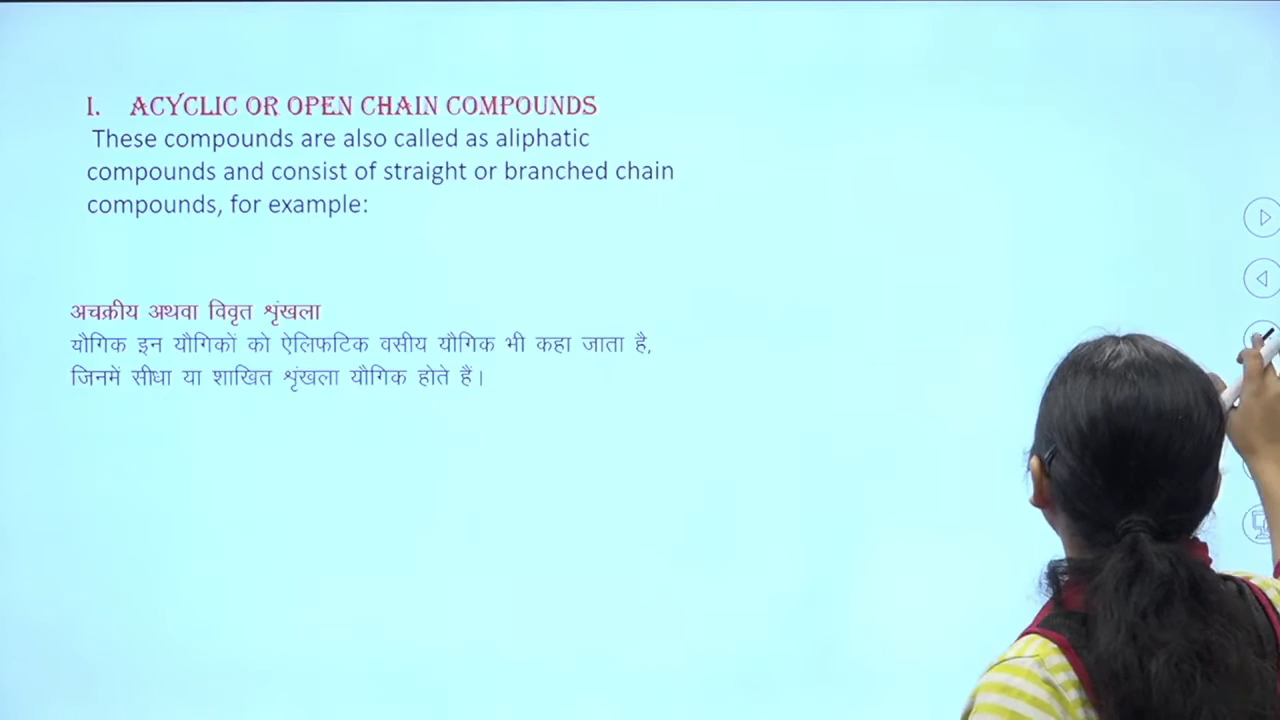 I. ACYCLIC OR OPEN CHAIN COMPOUNDS
These compounds are also called as aliphatic
compounds and consist of straight or branched chain
compounds, for example:
अचक्रीय अथवा विवृत शृंखला
यौगिक इन यौगिकों को ऐलिफटिक वसीय यौगिक भी कहा जाता है,
जिनमें सीधा या शाखित शृंखला यौगिक होते हैं।